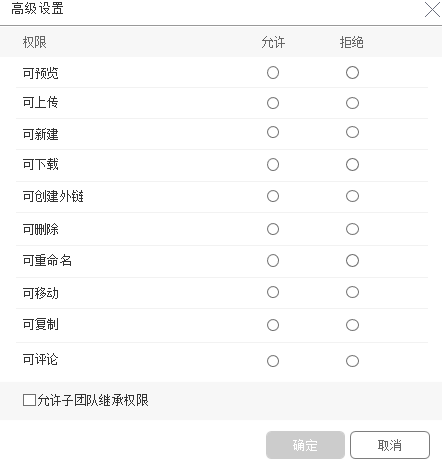 高级设置
权限 允许 拒绝
可预览
可上传
可新建
可下载
可创建外链
可删除
可重命名
可移动
可复制
可评论
允许子团队继承权限
确定 取消